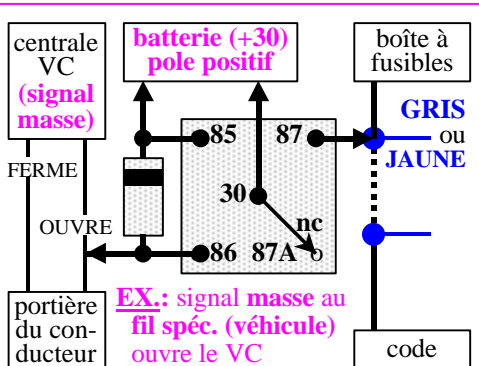 centrale
VC
(signal
masse)
batterie (+30)
pole positif
boîte à
fusibles
85
87
GRIS
ou
JAUNE
FERME
30
nc
OUVRE
86
87A
portière
du con-
ducteur
EX.: signal masse au
fil spéc. (véhicule)
ouvre le VC
code